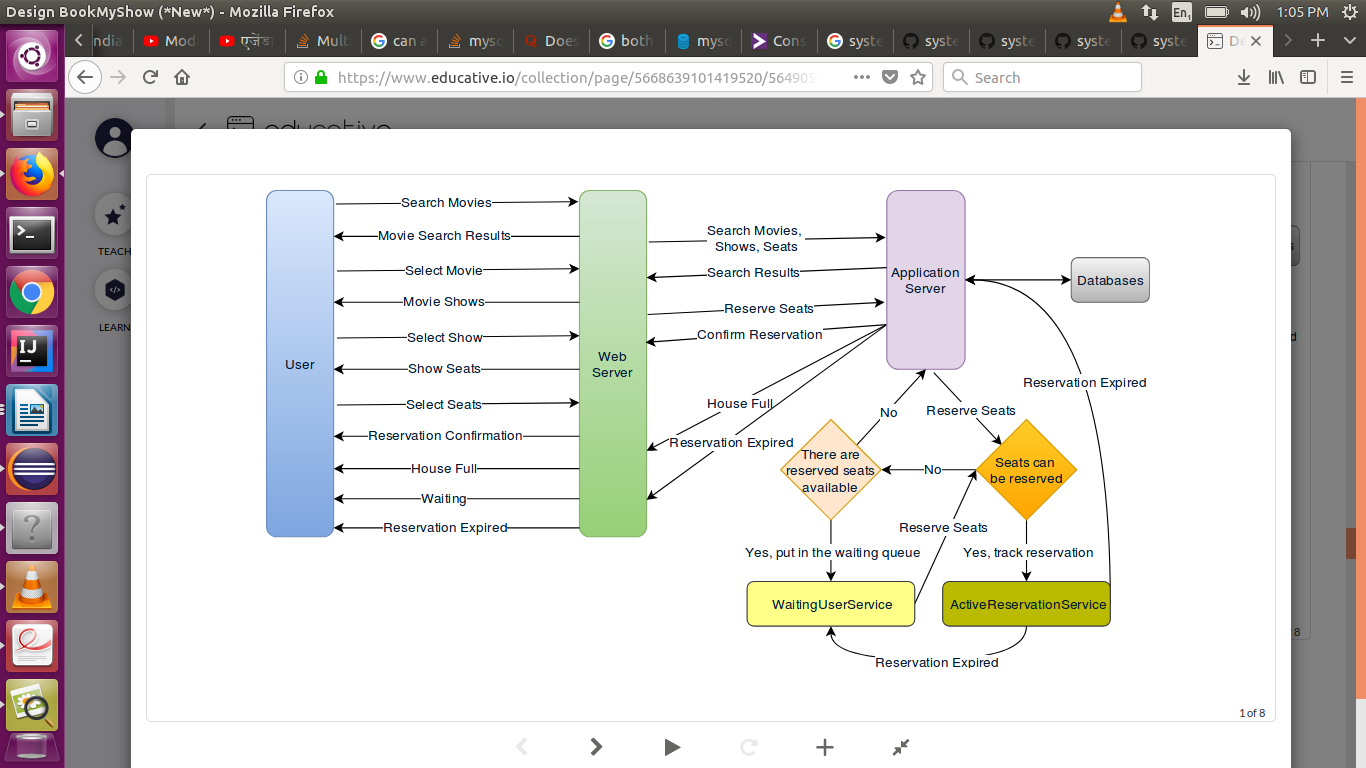 Design BookMyShow (*New*) - Mozilla Firefox
En1
1:05 PM
ndia
Modi
एजेंडा
Mult
can a
mysq
Does
both
mysc
Cons
syste
syste
syste
syste
De
https://www.educative.io/collection/page/5668639101419520/564905
Search
educative
TEACH
LEARN
User
Web
Server
Application
Server
Databases
Search Movies
Movie Search Results
Select Movie
Movie Shows
Select Show
Show Seats
Select Seats
Reservation Confirmation
House Full
Waiting
Reservation Expired
Search Movies,
Shows, Seats
Search Results
Reserve Seats
Confirm Reservation
House Full
Reservation Expired
No
Reserve Seats
Reservation Expired
There are
reserved seats
available
No
Seats can
be reserved
Reserve Seats
Yes, put in the waiting queue
Yes, track reservation
WaitingUserService
ActiveReservationService
Reservation Expired
1 of 8